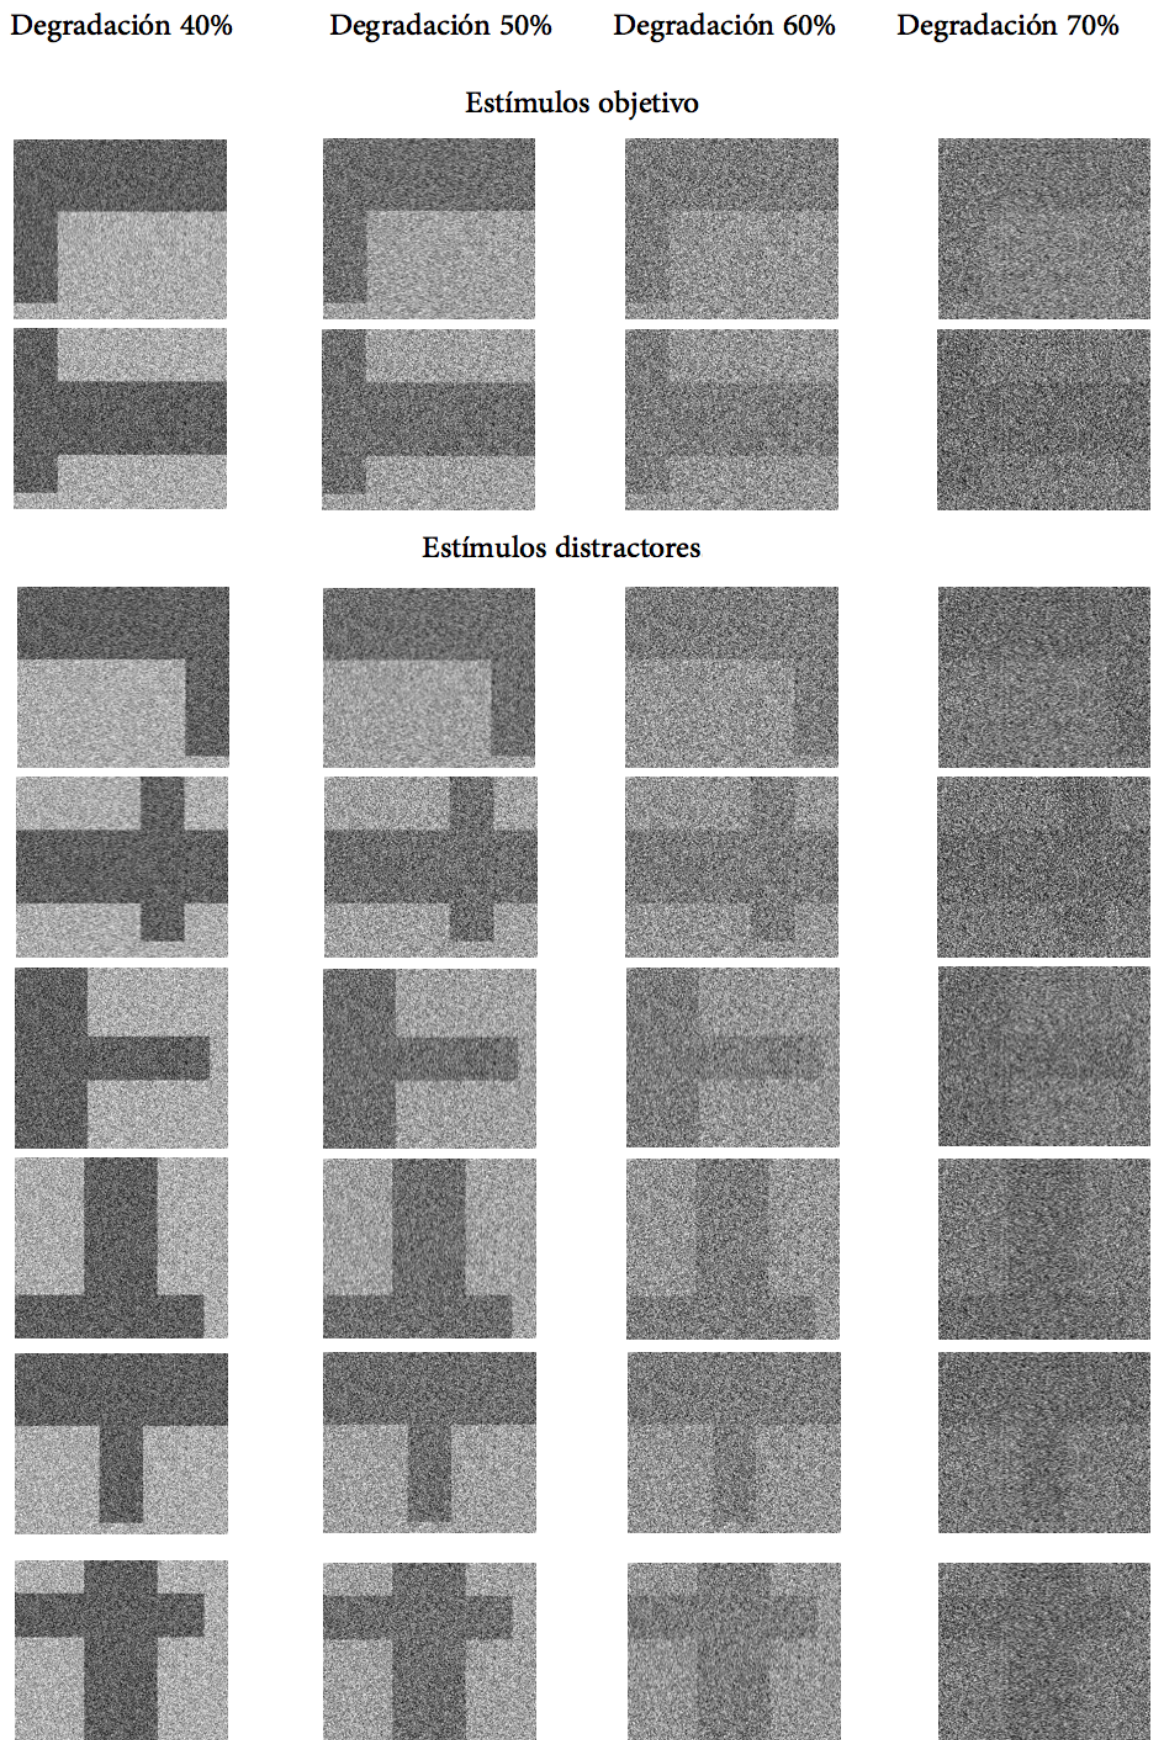 Degradación 40% Degradación 50% Degradación 60% Degradación 70%
Estímulos objetivo
Estímulos distractores